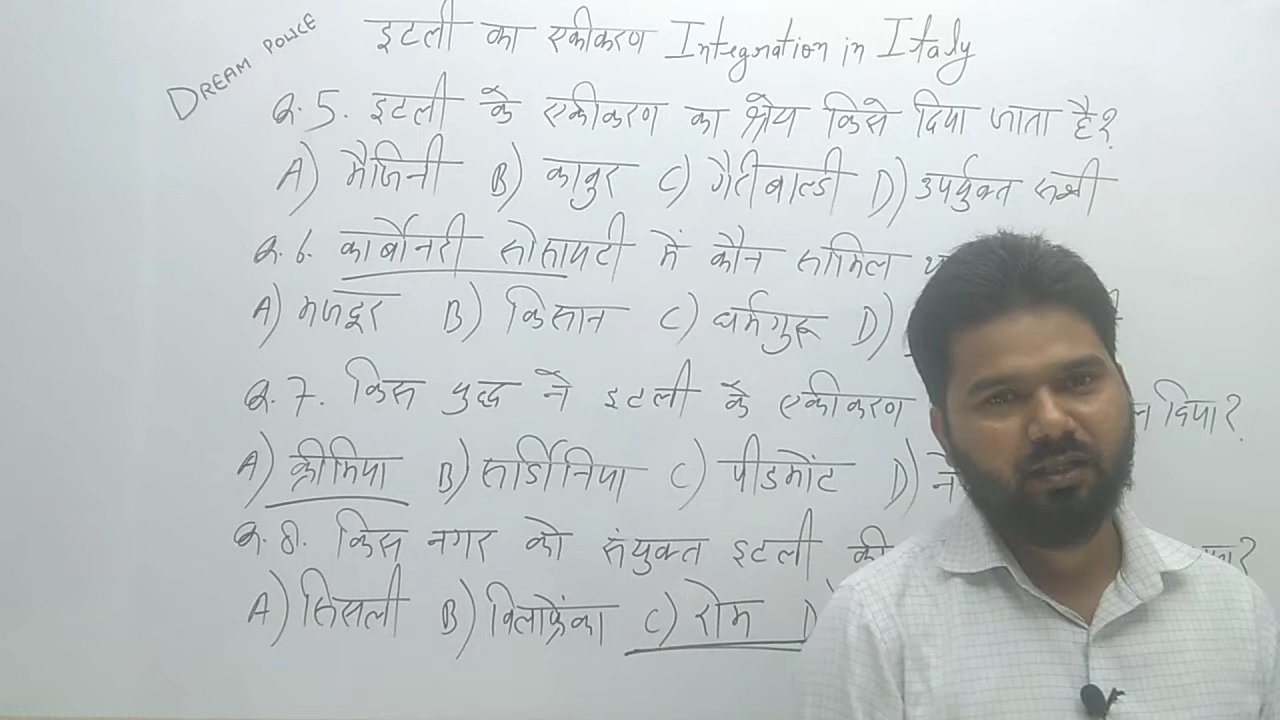 DREAM POLICE
इटली का एकीकरण Integnation in Italy
Q.5. इटली के एकीकरण का श्रेय किसे दिया जाता है?
A) मैजिनी B) कावुर C) गैरीबाल्डी D) उपर्युक्त सभी
Q.6. कार्बोनरी सोसायटी में कौन सामिल
A) मजदूर B) किसान C) धर्मगुरू D)
Q.7. किस युद्ध ने इटली के एकीकरण दिया?
A) क्रीमिया B) सार्डिनिया C) पीडमोंट D)
Q.8. किस नगर को संयुक्त इटली की
A) सिसली B) विलाफ्रेंका C) रोम D